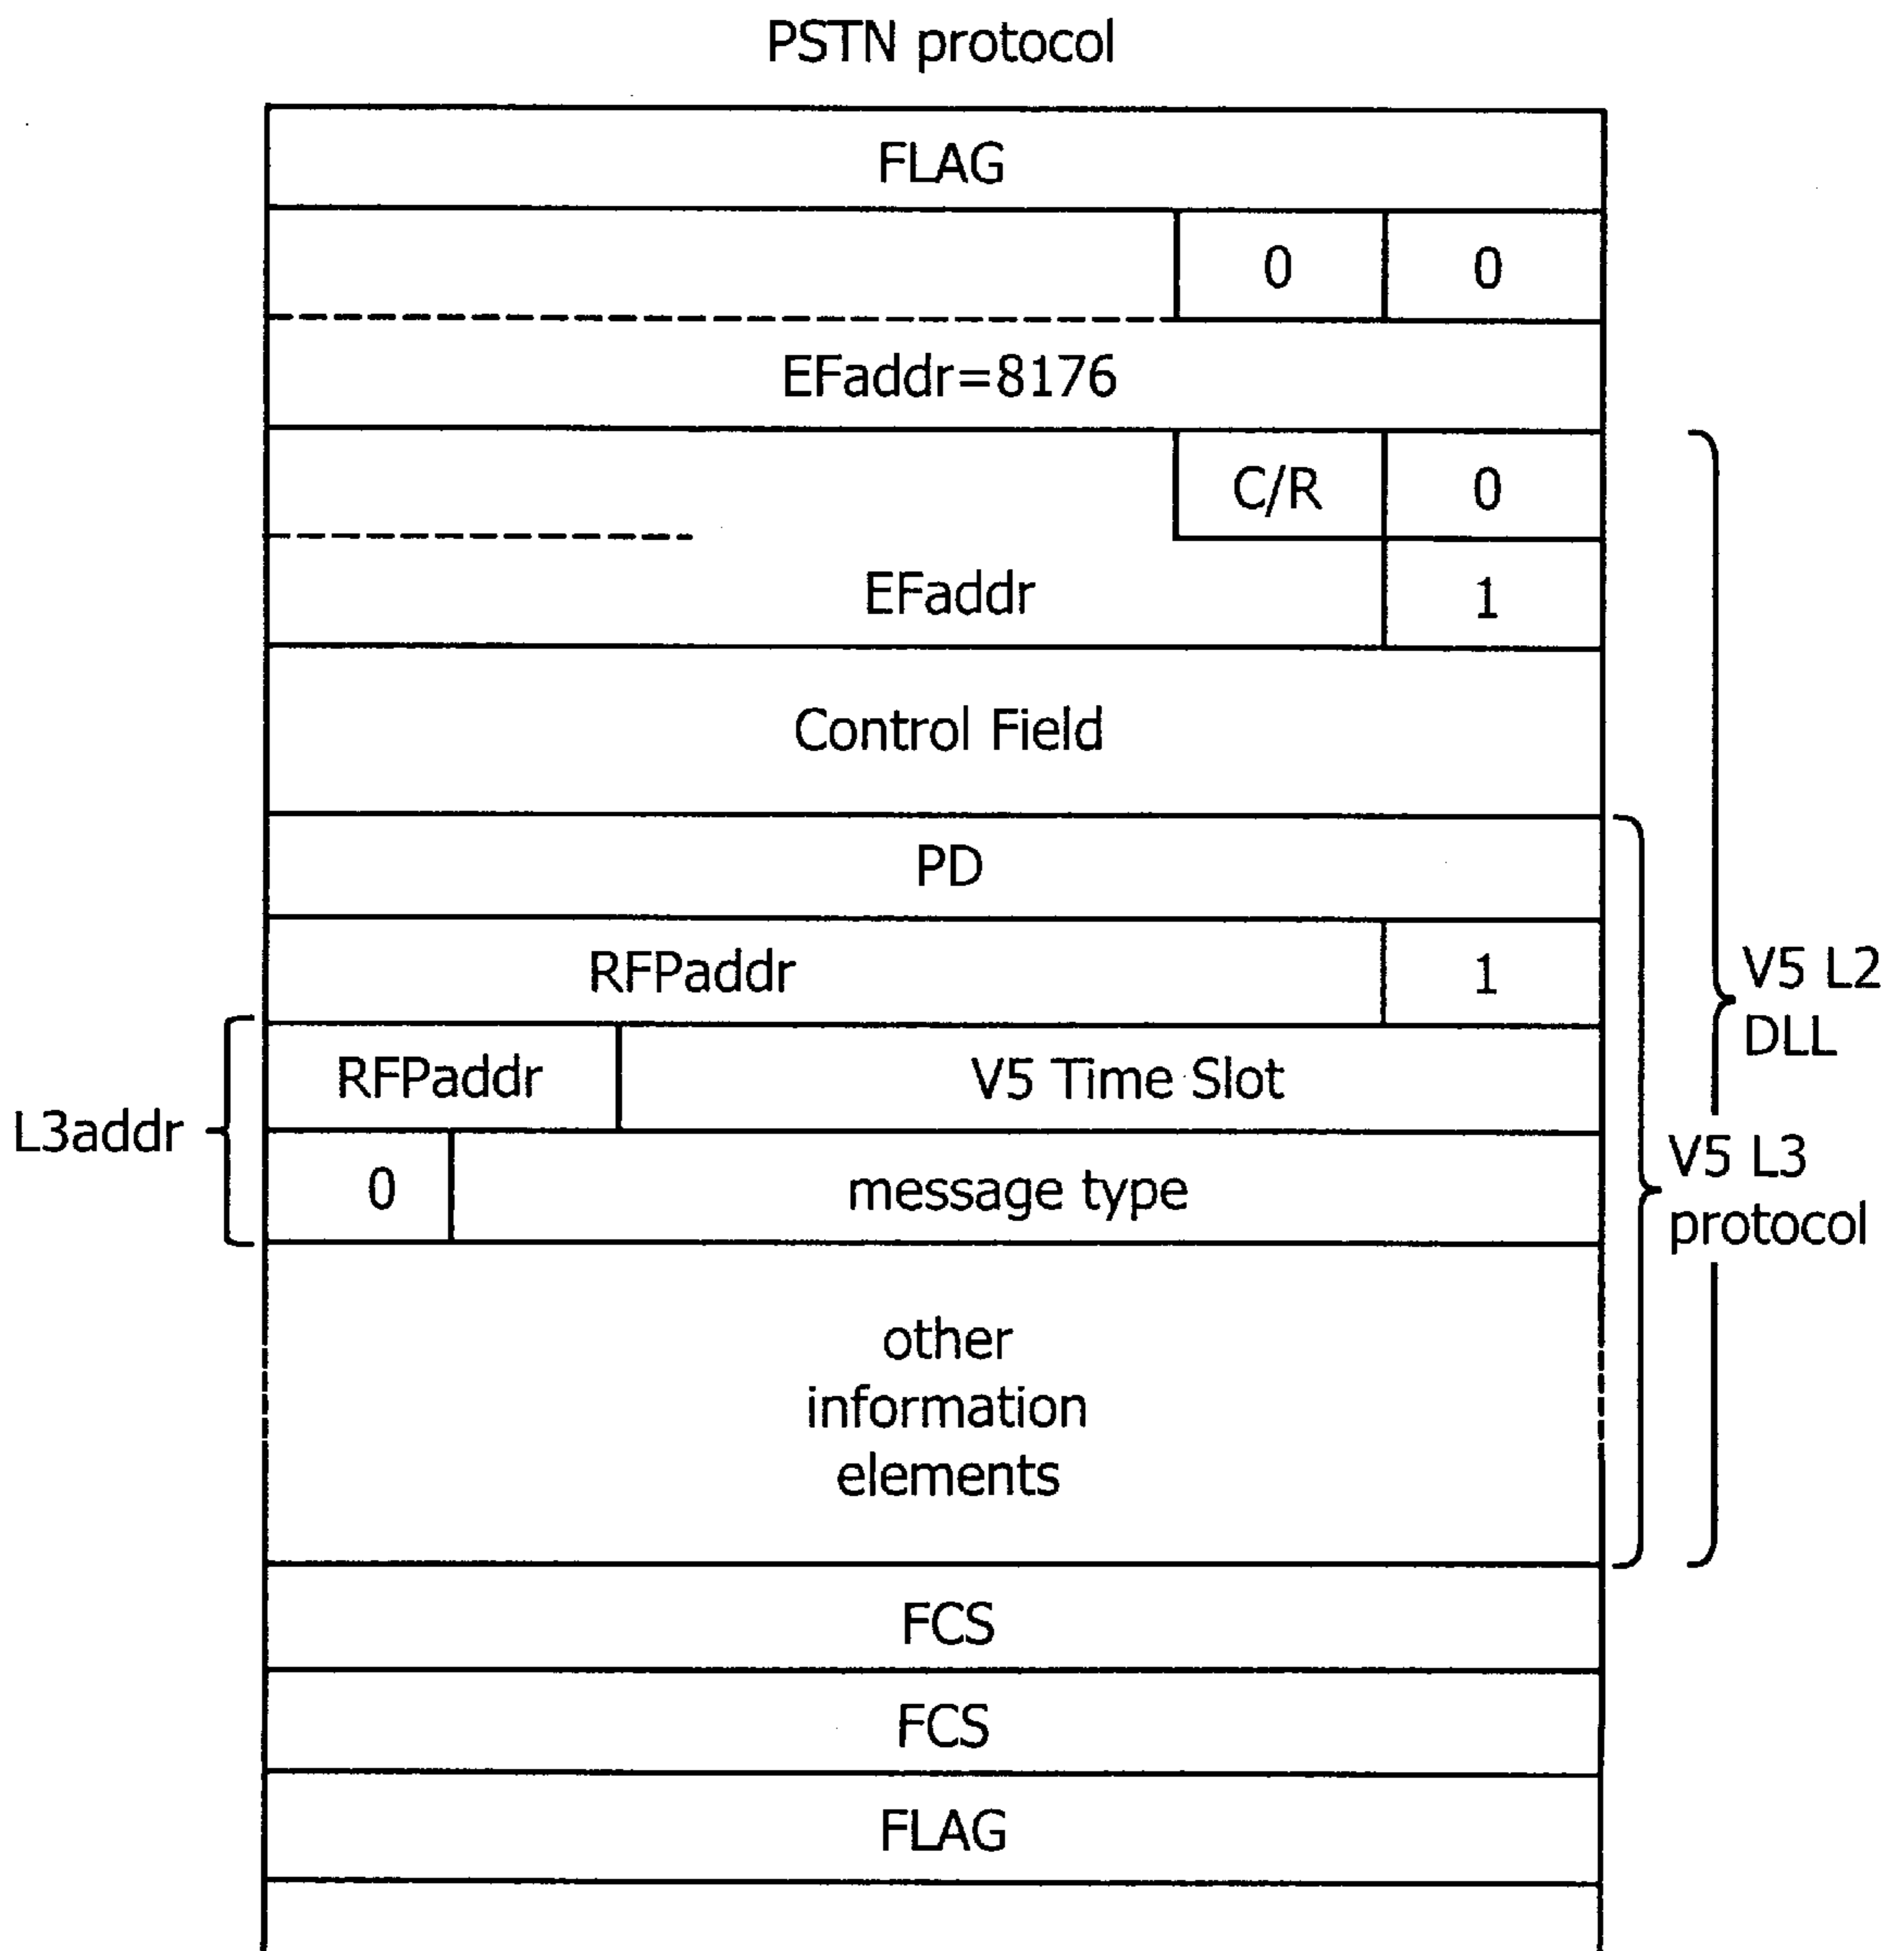 PSTN protocol
FLAG
0 0
EFaddr=8176
C/R 0
EFaddr 1
Control Field
PD
RFPaddr 1
V5 L2
DLL
RFPaddr V5 Time Slot
L3addr
0 message type
V5 L3
protocol
other
information
elements
FCS
FCS
FLAG